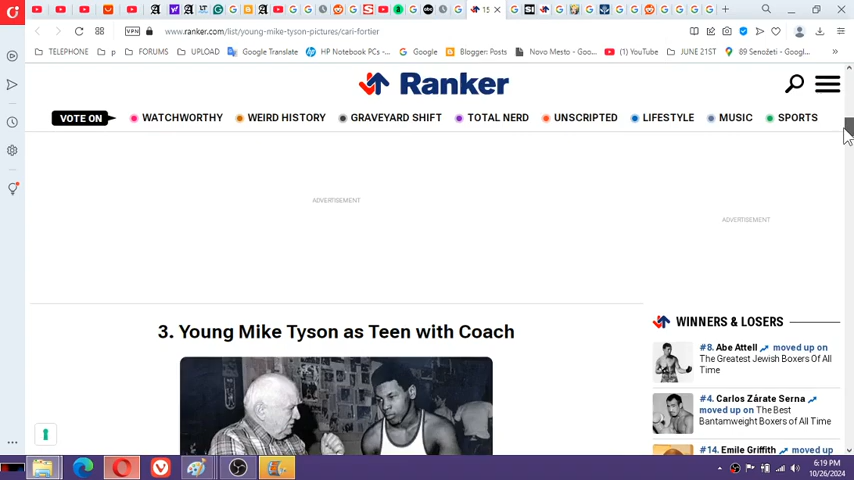 15
www.ranker.com/list/young-mike-tyson-pictures/cari-fortier
VPN
TELEPHONE
p
FORUMS
UPLOAD
Google Translate
HP Notebook PCs -...
Google
Blogger: Posts
Novo Mesto - Goog...
(1) YouTube
JUNE 21ST
89 Senožeti - Googl...
Ranker
VOTE ON
WATCHWORTHY
WEIRD HISTORY
GRAVEYARD SHIFT
TOTAL NERD
UNSCRIPTED
LIFESTYLE
MUSIC
SPORTS
ADVERTISEMENT
ADVERTISEMENT
3. Young Mike Tyson as Teen with Coach
WINNERS & LOSERS
#8. Abe Attell moved up on
The Greatest Jewish Boxers Of All
Time
#4. Carlos Zárate Serna
moved up on The Best
Bantamweight Boxers of All Time
#14. Emile Griffith moved up
6:19 PM
10/26/2024